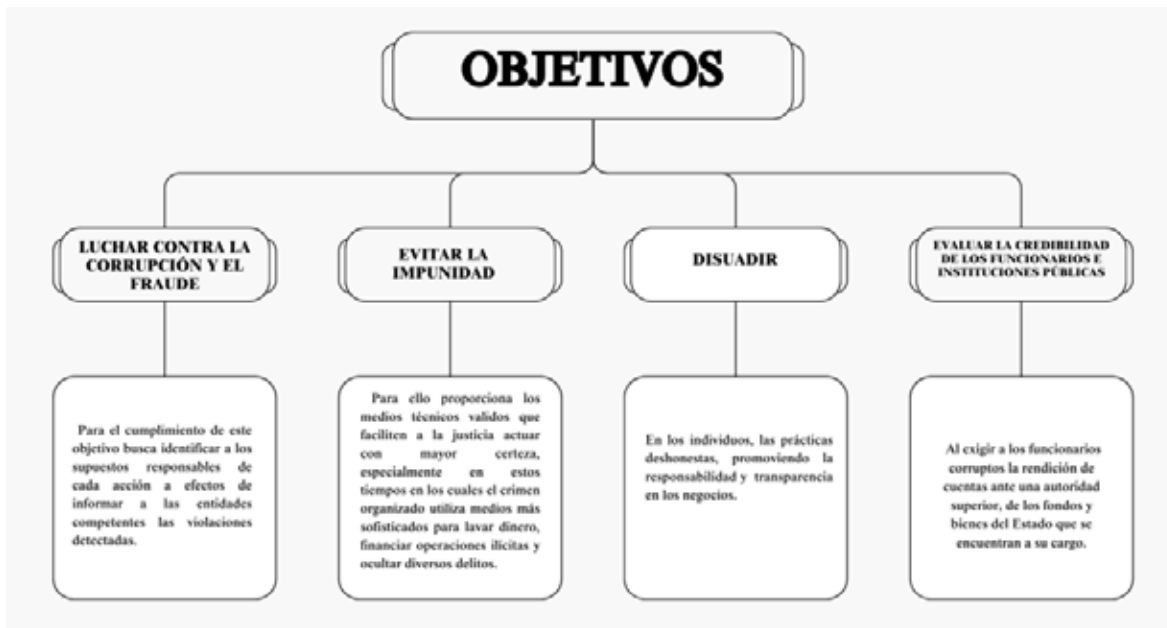 OBJETIVOS
LUCHAR CONTRA LA
CORRUPCIÓN Y EL
FRAUDE
Para el cumplimiento de este
objetivo busca identificar a los
supuestos responsables de
cada acción a efectos de
informar a las entidades
competentes las violaciones
detectadas.
EVITAR LA
IMPUNIDAD
Para ello proporciona los
medios técnicos validos que
faciliten a la justicia actuar
con mayor certeza,
especialmente en estos
tiempos en los cuales el crimen
organizado utiliza medios más
sofisticados para lavar dinero,
financiar operaciones ilícitas y
ocultar diversos delitos.
DISUADIR
En los individuos, las prácticas
deshonestas, promoviendo la
responsabilidad y transparencia
en los negocios.
EVALUAR LA CREDIBILIDAD
DE LOS FUNCIONARIOS E
INSTITUCIONES PÚBLICAS
Al exigir a los funcionarios
corruptos la rendición de
cuentas ante una autoridad
superior, de los fondos y
bienes del Estado que se
encuentran a su cargo.